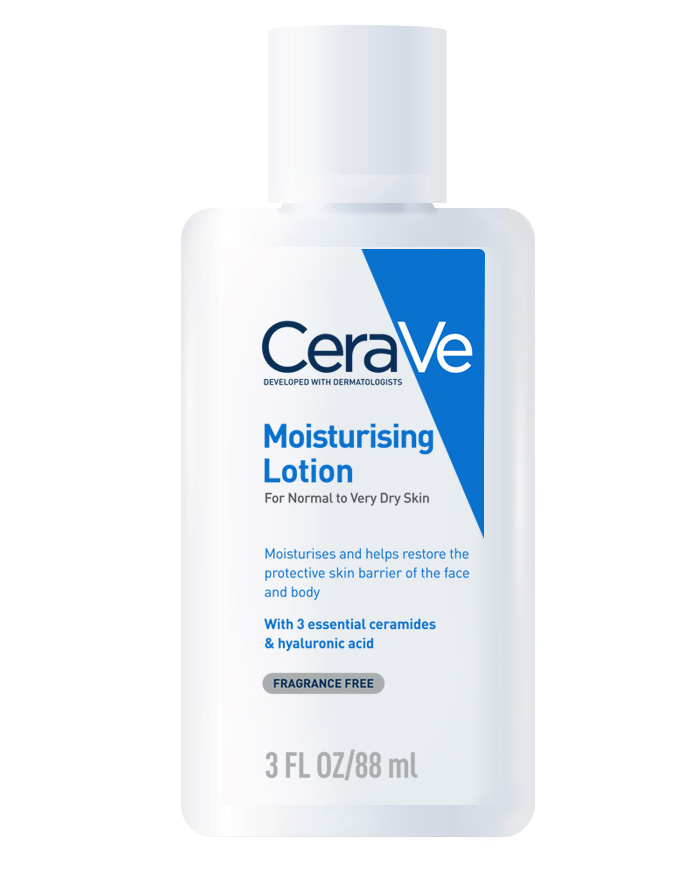 CeraVe
DEVELOPED WITH DERMATOLOGISTS
Moisturising
Lotion
For Normal to Very Dry Skin
Moisturises and helps restore the
protective skin barrier of the face
and body
With 3 essential ceramides
& hyaluronic acid
FRAGRANCE FREE
3 FL OZ/88 ml